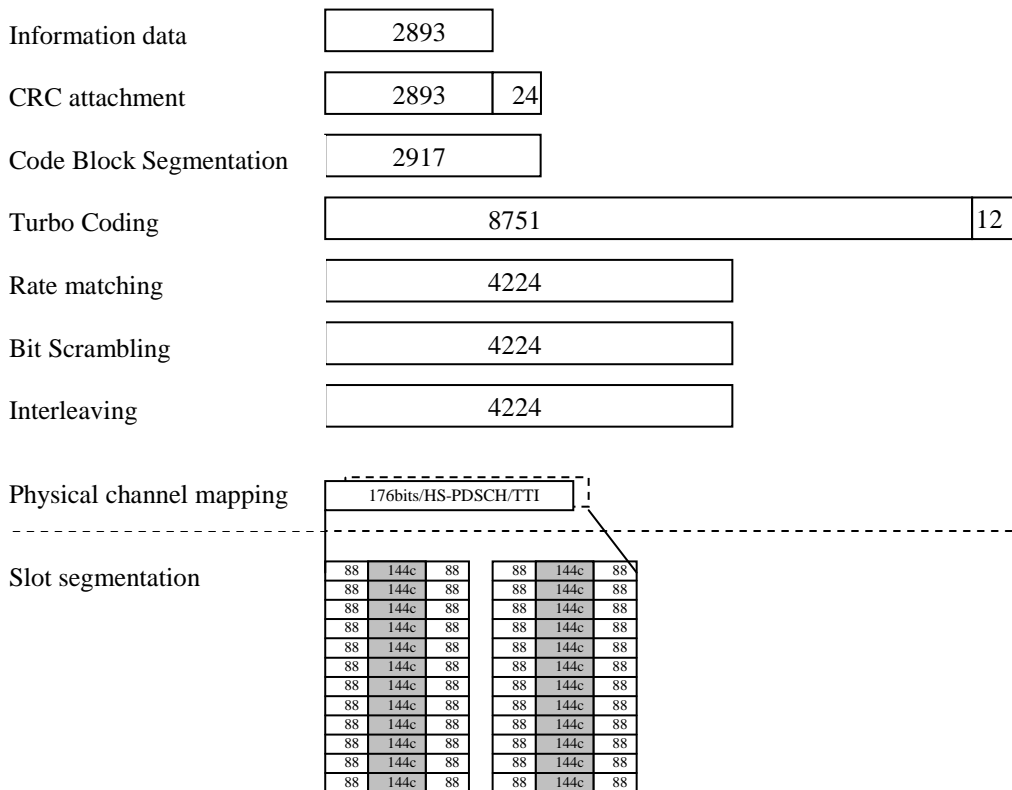 Information data 2893
CRC attachment 2893 24
Code Block Segmentation 2917
Turbo Coding 8751 12
Rate matching 4224
Bit Scrambling 4224
Interleaving 4224
Physical channel mapping 176bits/HS-PDSCH/TTI
Slot segmentation
88 144c 88 88 144c 88
88 144c 88 88 144c 88
88 144c 88 88 144c 88
88 144c 88 88 144c 88
88 144c 88 88 144c 88
88 144c 88 88 144c 88
88 144c 88 88 144c 88
88 144c 88 88 144c 88
88 144c 88 88 144c 88
88 144c 88 88 144c 88
88 144c 88 88 144c 88
88 144c 88 88 144c 88